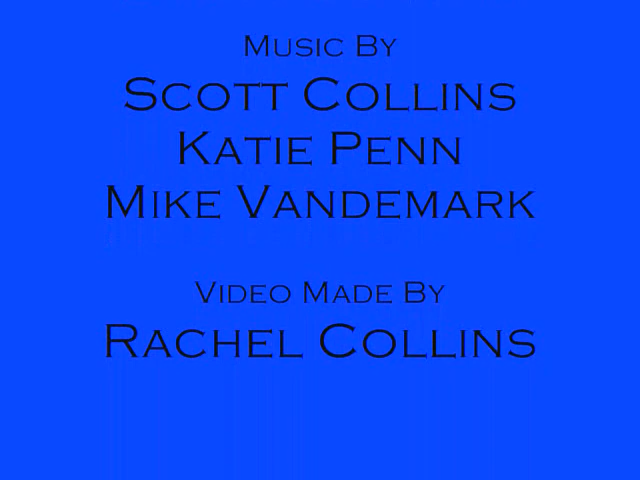 Music By
Scott Collins
Katie Penn
Mike Vandemark
Video Made By
Rachel Collins